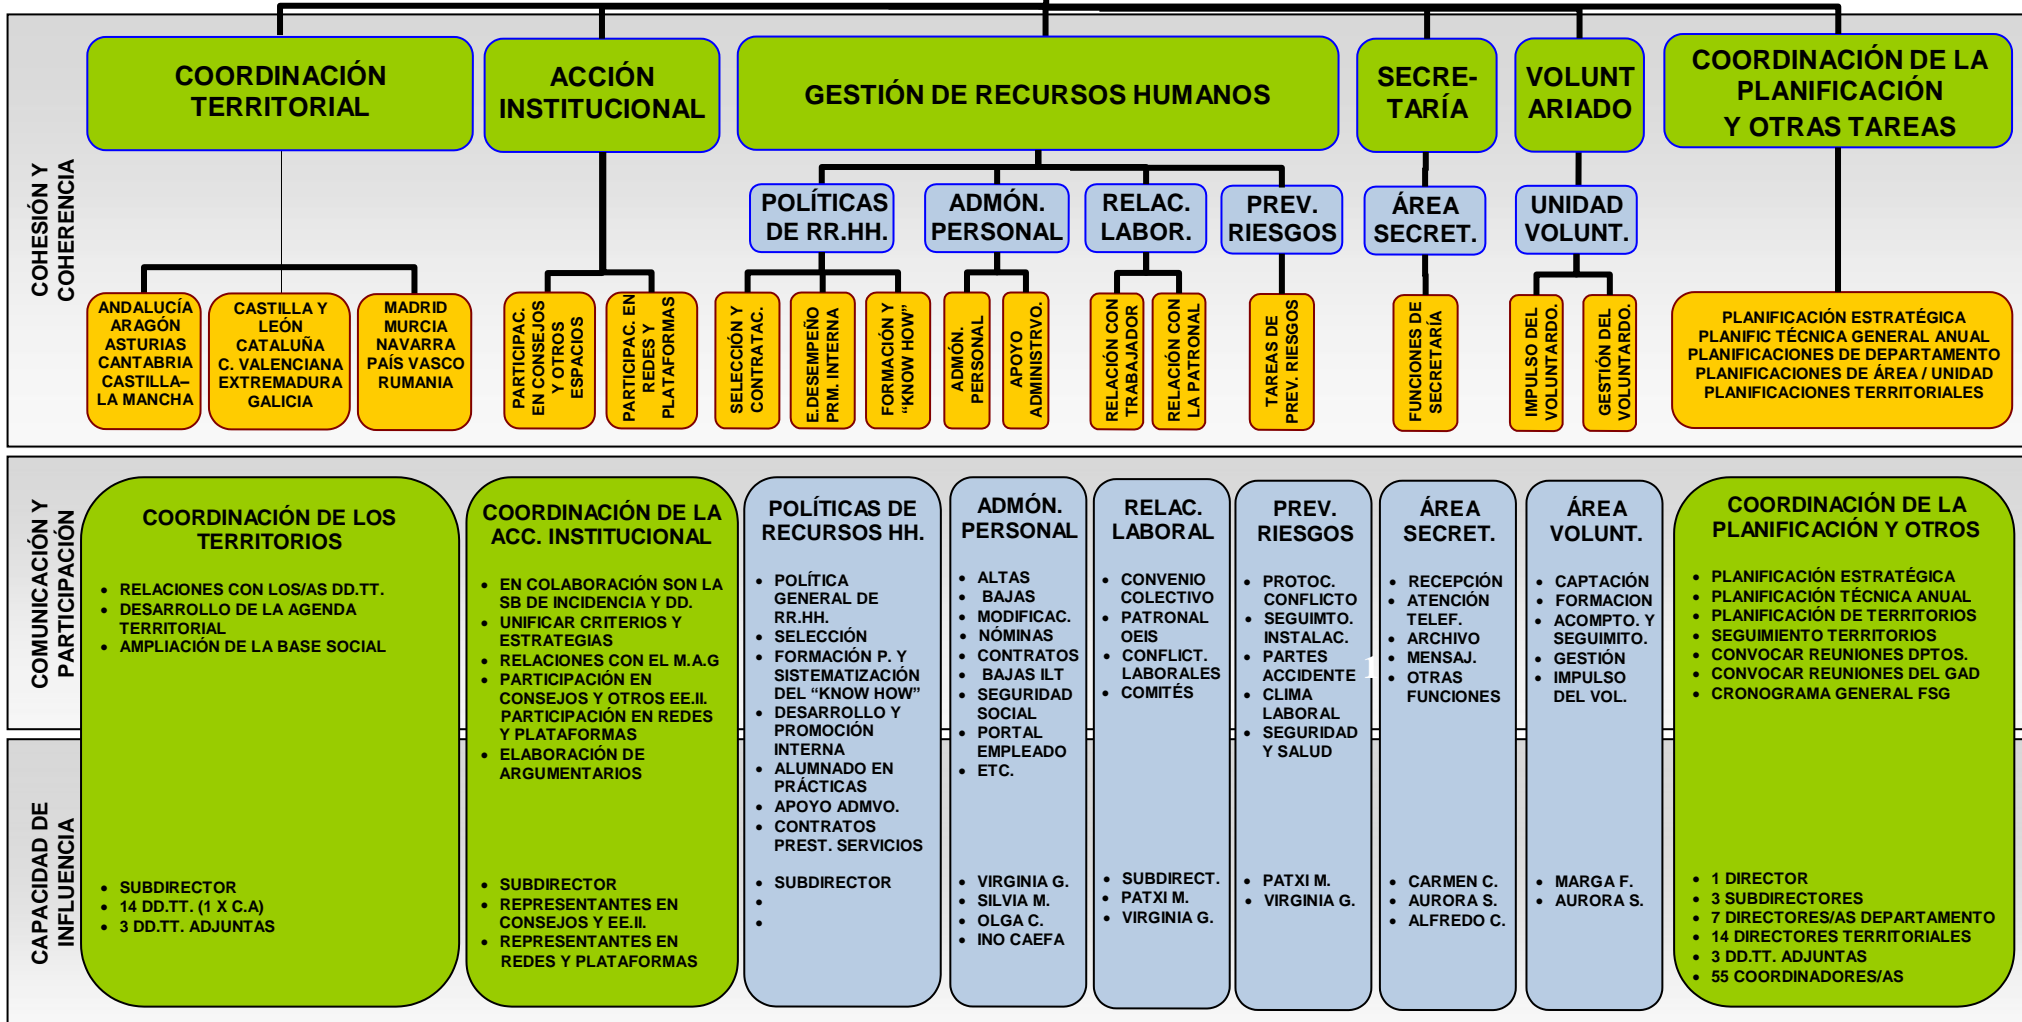 COORDINACIÓN
TERRITORIAL
ACCIÓN
INSTITUCIONAL
GESTIÓN DE RECURSOS HUMANOS
SECRE-
TARÍA
VOLUNT
ARIADO
COORDINACIÓN DE LA
PLANIFICACIÓN
Y OTRAS TAREAS
COHESIÓN Y
COHERENCIA
POLÍTICAS
DE RR.HH.
ADMÓN.
PERSONAL
RELAC.
LABOR.
PREV.
RIESGOS
ÁREA
SECRET.
UNIDAD
VOLUNT.
ANDALUCÍA
ARAGÓN
ASTURIAS
CANTABRIA
CASTILLA–
LA MANCHA
CASTILLA Y
LEÓN
CATALUÑA
C. VALENCIANA
EXTREMADURA
GALICIA
MADRID
MURCIA
NAVARRA
PAÍS VASCO
RUMANIA
PARTICIPAC.
EN CONSEJOS
Y OTROS
ESPACIOS
PARTICIPAC. EN
REDES Y
PLATAFORMAS
SELECCIÓN Y
CONTRATAC.
E.DESEMPEÑO
PRM. INTERNA
FORMACIÓN Y
“KNOW HOW”
ADMÓN.
PERSONAL
APOYO
ADMINISTRVO.
RELACIÓN CON
TRABAJADOR
RELACIÓN CON
LA PATRONAL
TAREAS DE
PREV. RIESGOS
FUNCIONES DE
SECRETARÍA
IMPULSO DEL
VOLUNTARDO.
GESTIÓN DEL
VOLUNTARDO.
PLANIFICACIÓN ESTRATÉGICA
PLANIFIC TÉCNICA GENERAL ANUAL
PLANIFICACIONES DE DEPARTAMENTO
PLANIFICACIONES DE ÁREA / UNIDAD
PLANIFICACIONES TERRITORIALES
COMUNICACIÓN Y
PARTICIPACIÓN
CAPACIDAD DE
INFLUENCIA
COORDINACIÓN DE LOS
TERRITORIOS
• RELACIONES CON LOS/AS DD.TT.
• DESARROLLO DE LA AGENDA
TERRITORIAL
• AMPLIACIÓN DE LA BASE SOCIAL
• SUBDIRECTOR
• 14 DD.TT. (1 X C.A)
• 3 DD.TT. ADJUNTAS
COORDINACIÓN DE LA
ACC. INSTITUCIONAL
• EN COLABORACIÓN SON LA
SB DE INCIDENCIA Y DD.
• UNIFICAR CRITERIOS Y
ESTRATEGIAS
• RELACIONES CON EL M.A.G
• PARTICIPACIÓN EN
CONSEJOS Y OTROS EE.II.
PARTICIPACIÓN EN REDES
Y PLATAFORMAS
• ELABORACIÓN DE
ARGUMENTARIOS
• SUBDIRECTOR
• REPRESENTANTES EN
CONSEJOS Y EE.II.
• REPRESENTANTES EN
REDES Y PLATAFORMAS
POLÍTICAS DE
RECURSOS HH.
• POLÍTICA
GENERAL DE
RR.HH.
• SELECCIÓN
• FORMACIÓN P. Y
SISTEMATIZACIÓN
DEL “KNOW HOW”
• DESARROLLO Y
PROMOCIÓN
INTERNA
• ALUMNADO EN
PRÁCTICAS
• APOYO ADMVO.
• CONTRATOS
PREST. SERVICIOS
• SUBDIRECTOR
•
•
ADMÓN.
PERSONAL
• ALTAS
• BAJAS
• MODIFICAC.
• NÓMINAS
• CONTRATOS
• BAJAS ILT
• SEGURIDAD
SOCIAL
• PORTAL
EMPLEADO
• ETC.
• VIRGINIA G.
• SILVIA M.
• OLGA C.
• INO CAEFA
RELAC.
LABORAL
• CONVENIO
COLECTIVO
• PATRONAL
OEIS
• CONFLICT.
LABORALES
• COMITÉS
• SUBDIRECT.
• PATXI M.
• VIRGINIA G.
PREV.
RIESGOS
• PROTOC.
CONFLICTO
• SEGUIMTO.
INSTALAC.
• PARTES
ACCIDENTE
• CLIMA
LABORAL
• SEGURIDAD
Y SALUD
1
• PATXI M.
• VIRGINIA G.
ÁREA
SECRET.
• RECEPCIÓN
• ATENCIÓN
TELEF.
• ARCHIVO
• MENSAJ.
• OTRAS
FUNCIONES
• CARMEN C.
• AURORA S.
• ALFREDO C.
ÁREA
VOLUNT.
• CAPTACIÓN
• FORMACION
• ACOMPTO. Y
SEGUIMITO.
• GESTIÓN
• IMPULSO
DEL VOL.
• MARGA F.
• AURORA S.
COORDINACIÓN DE LA
PLANIFICACIÓN Y OTROS
• PLANIFICACIÓN ESTRATÉGICA
• PLANIFICACIÓN TÉCNICA ANUAL
• PLANIFICACIÓN DE TERRITORIOS
• SEGUIMIENTO TERRITORIOS
• CONVOCAR REUNIONES DPTOS.
• CONVOCAR REUNIONES DEL GAD
• CRONOGRAMA GENERAL FSG
• 1 DIRECTOR
• 3 SUBDIRECTORES
• 7 DIRECTORES/AS DEPARTAMENTO
• 14 DIRECTORES TERRITORIALES
• 3 DD.TT. ADJUNTAS
• 55 COORDINADORES/AS